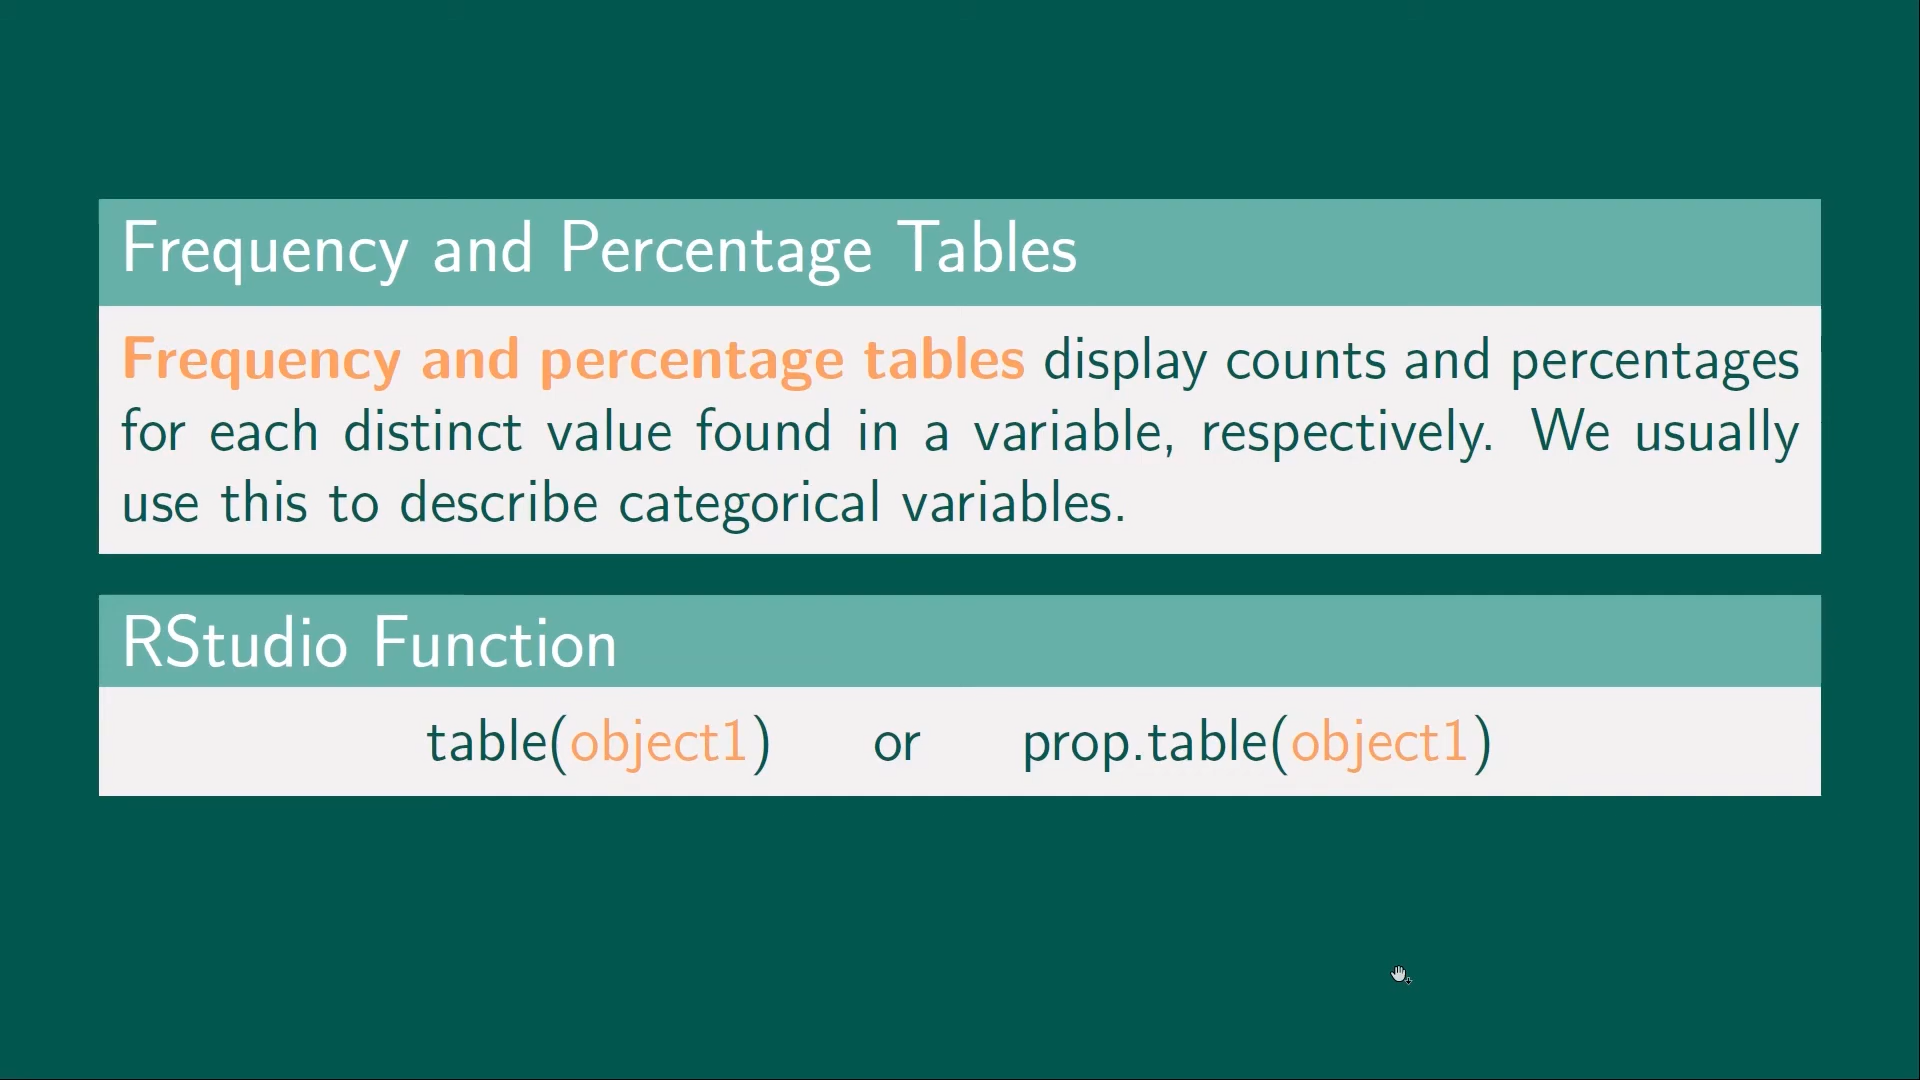 Frequency and Percentage Tables
Frequency and percentage tables display counts and percentages
for each distinct value found in a variable, respectively. We usually
use this to describe categorical variables.
RStudio Function
table(object1) or prop.table(object1)